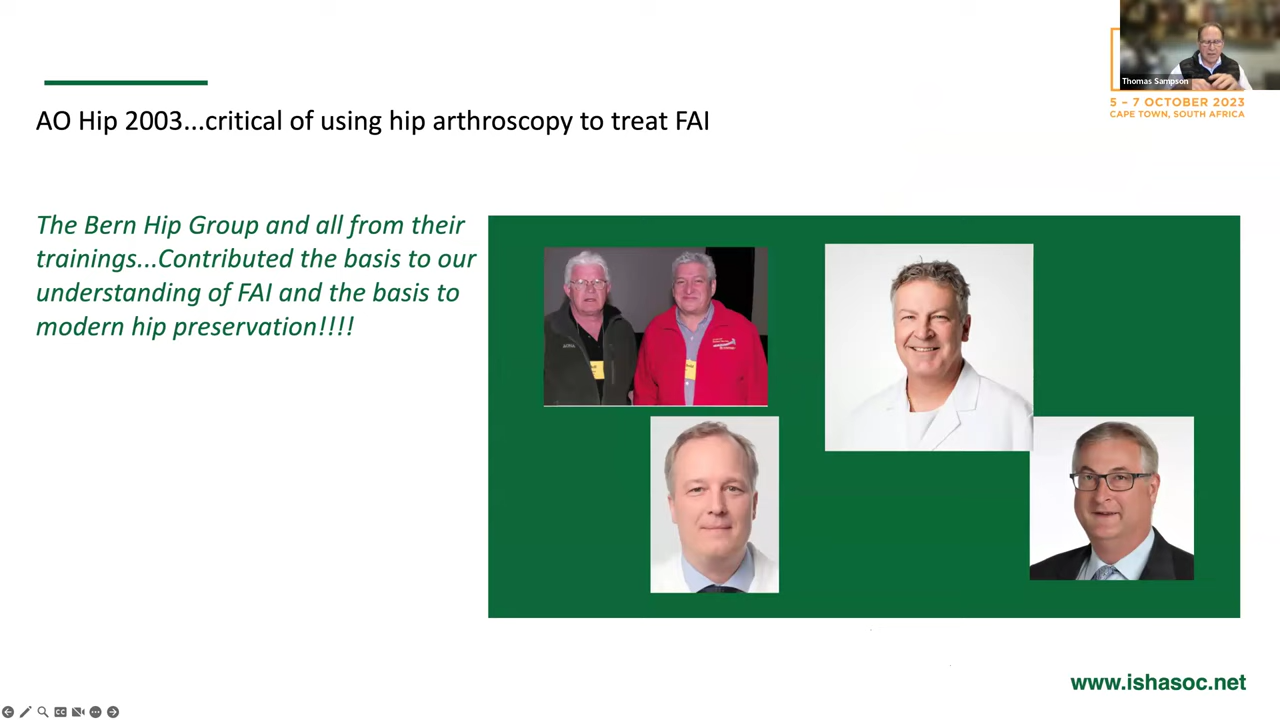 Thomas Sampson
5 – 7 OCTOBER 2023
CAPE TOWN, SOUTH AFRICA
AO Hip 2003...critical of using hip arthroscopy to treat FAI
The Bern Hip Group and all from their
trainings...Contributed the basis to our
understanding of FAI and the basis to
modern hip preservation!!!!
www.ishasoc.net
CC